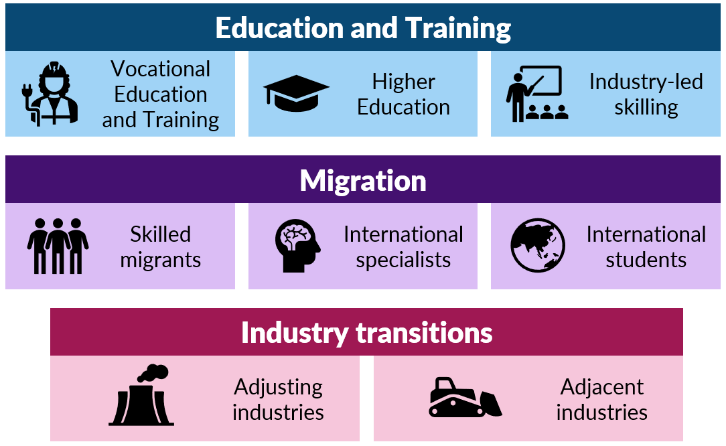 Education and Training
Vocational
Education
and Training
Higher
Education
Industry-led
skilling
Migration
Skilled
migrants
International
specialists
International
students
Industry transitions
Adjusting
industries
Adjacent
industries